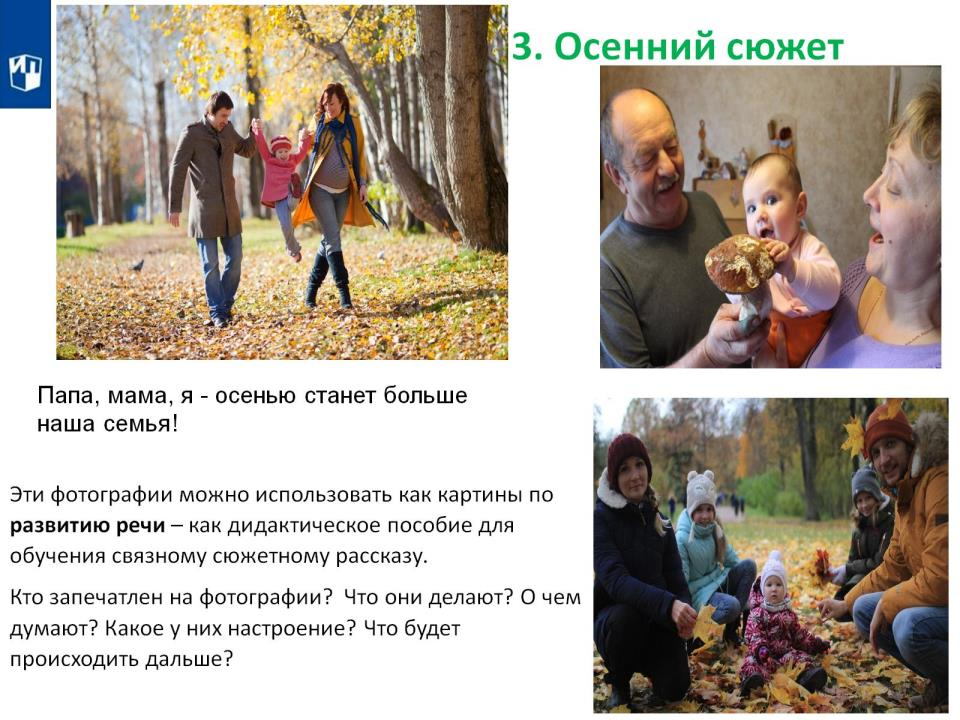 3. Осенний сюжет
Папа, мама, я - осенью станет больше
наша семья!
Эти фотографии можно использовать как картины по
развитию речи – как дидактическое пособие для
обучения связному сюжетному рассказу.
Кто запечатлен на фотографии?  Что они делают? О чем
думают? Какое у них настроение? Что будет
происходить дальше?